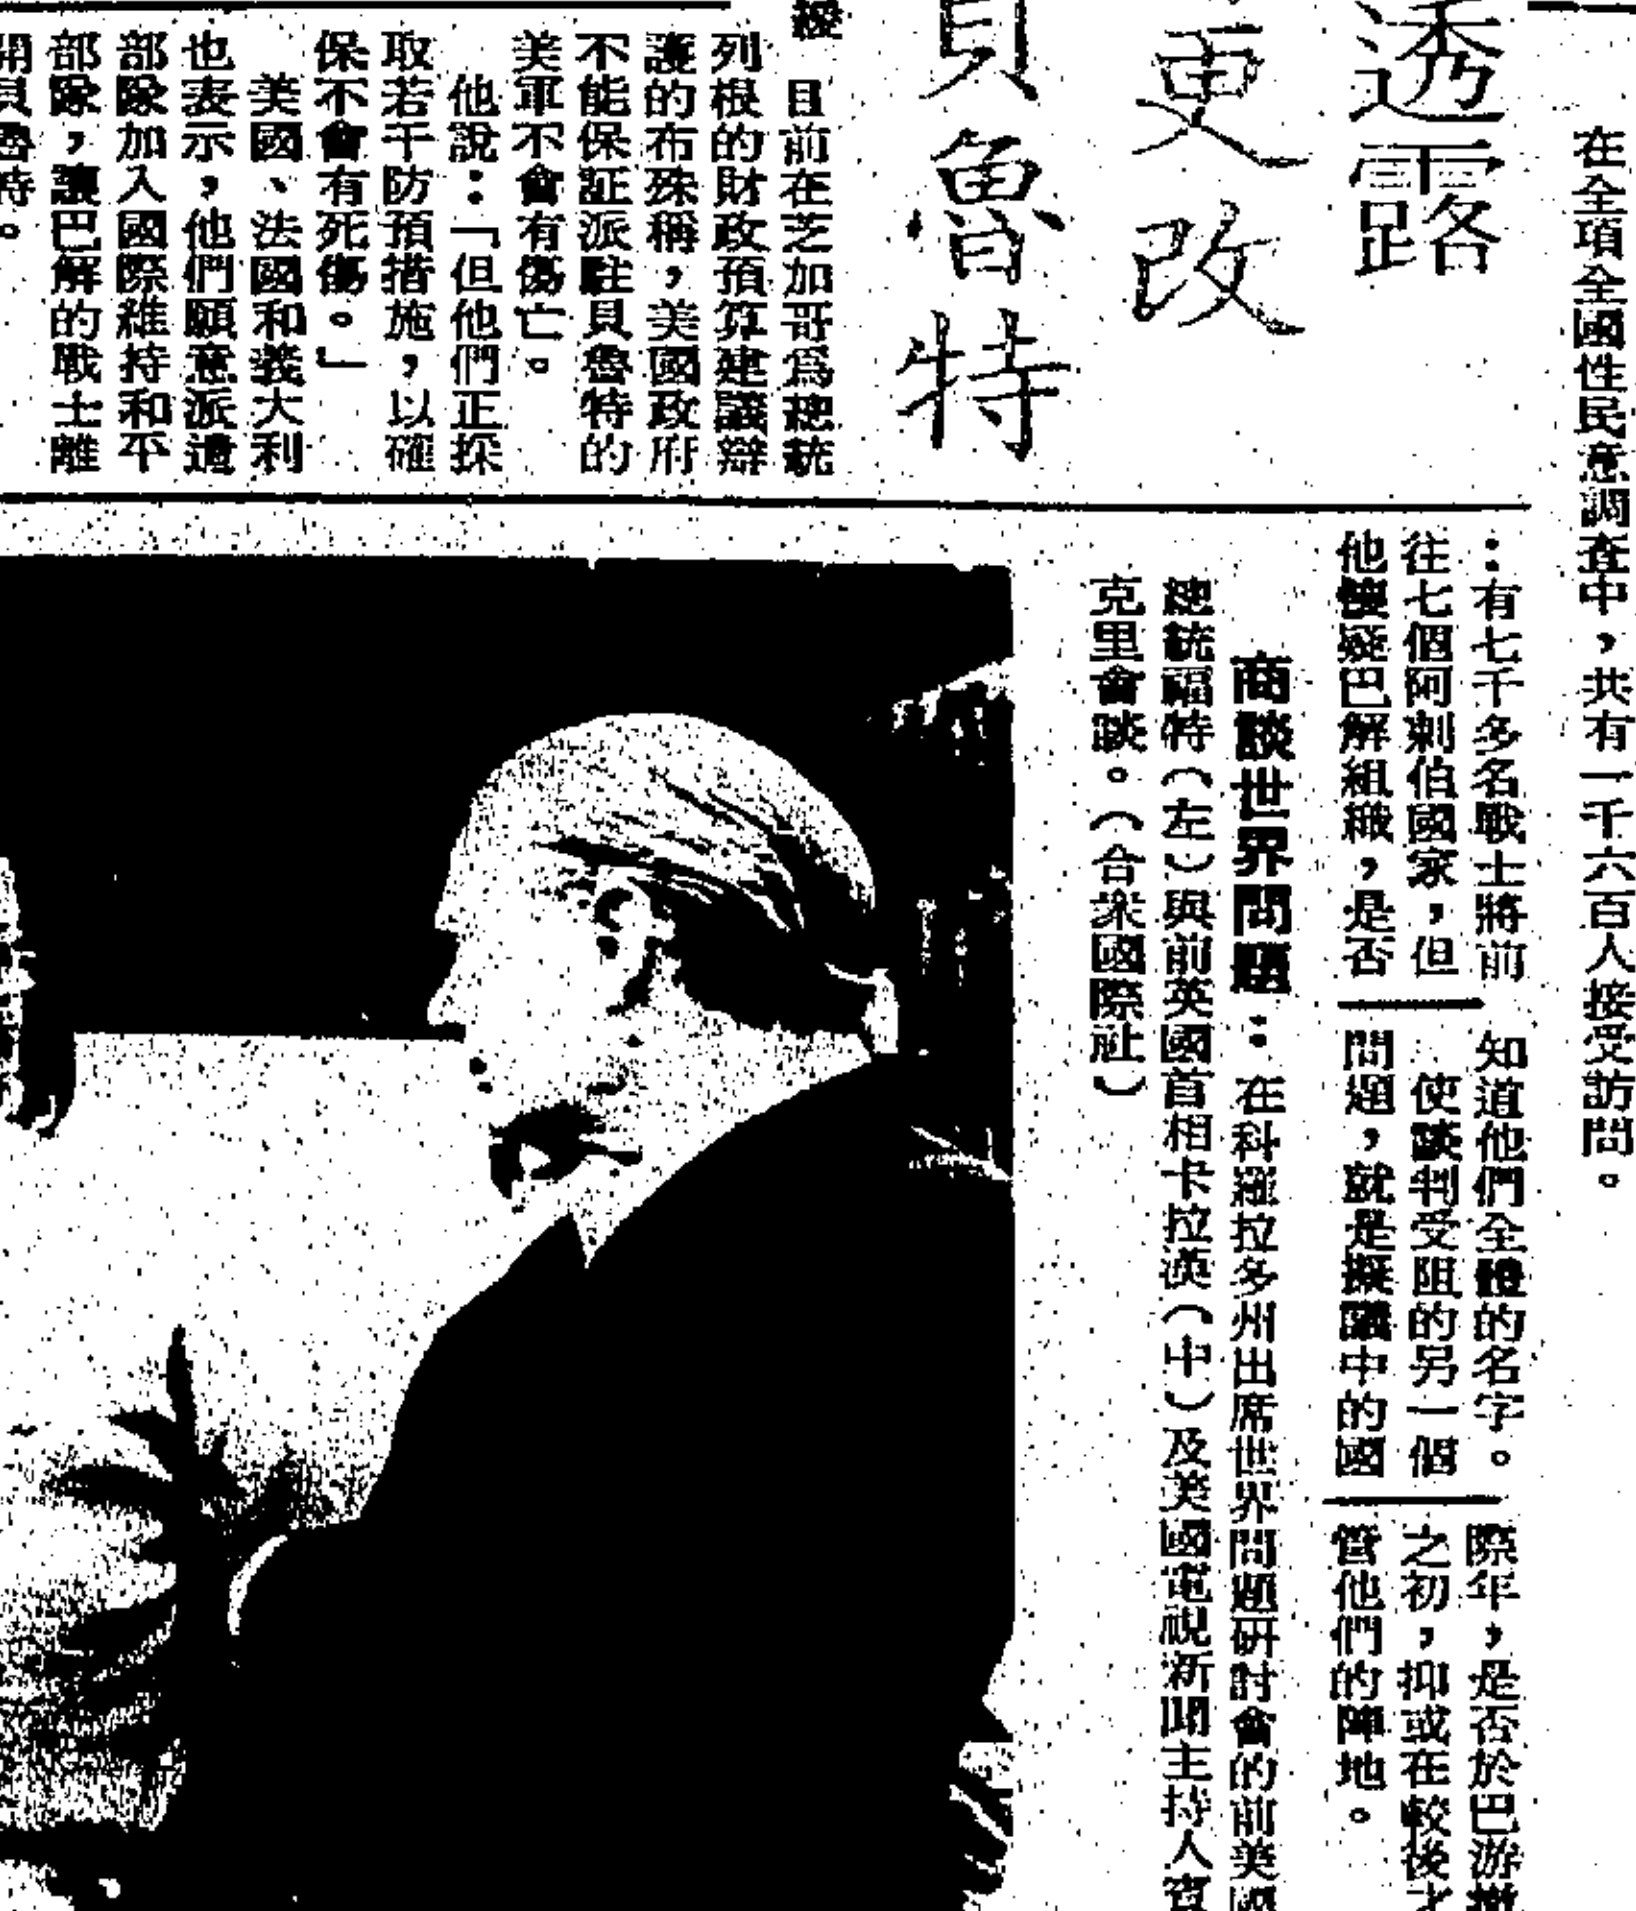 在全項全國性民意調查中，共有一千六百人接受訪問。
透露
更改
貝魯特
目前在芝加哥爲總統
列根的財政預算建議辯
護的布殊稱，美國政府
不能保証派駐貝魯特的
美軍不會有傷亡。
他說：「但他們正採
取若干防預措施，以確
保不會有死傷。」
美國、法國和義大利
也表示，他們願意派遣
部隊加入國際維持和平
部隊，讓巴解的戰士離
開貝魯特。
：有七千多名戰士將前
往七個阿剌伯國家，但
他懷疑巴解組織，是否
知道他們全體的名字。
使談判受阻的另一個
問題，就是擬議中的國
際年，是否於巴游撤
之初，抑或在較後才
管他們的陣地。
商談世界問題：在科羅拉多州出席世界問題研討會的前美國
總統福特（左）與前英國首相卡拉漢（中）及美國電視新聞主持人
克里會談。（合衆國際社）